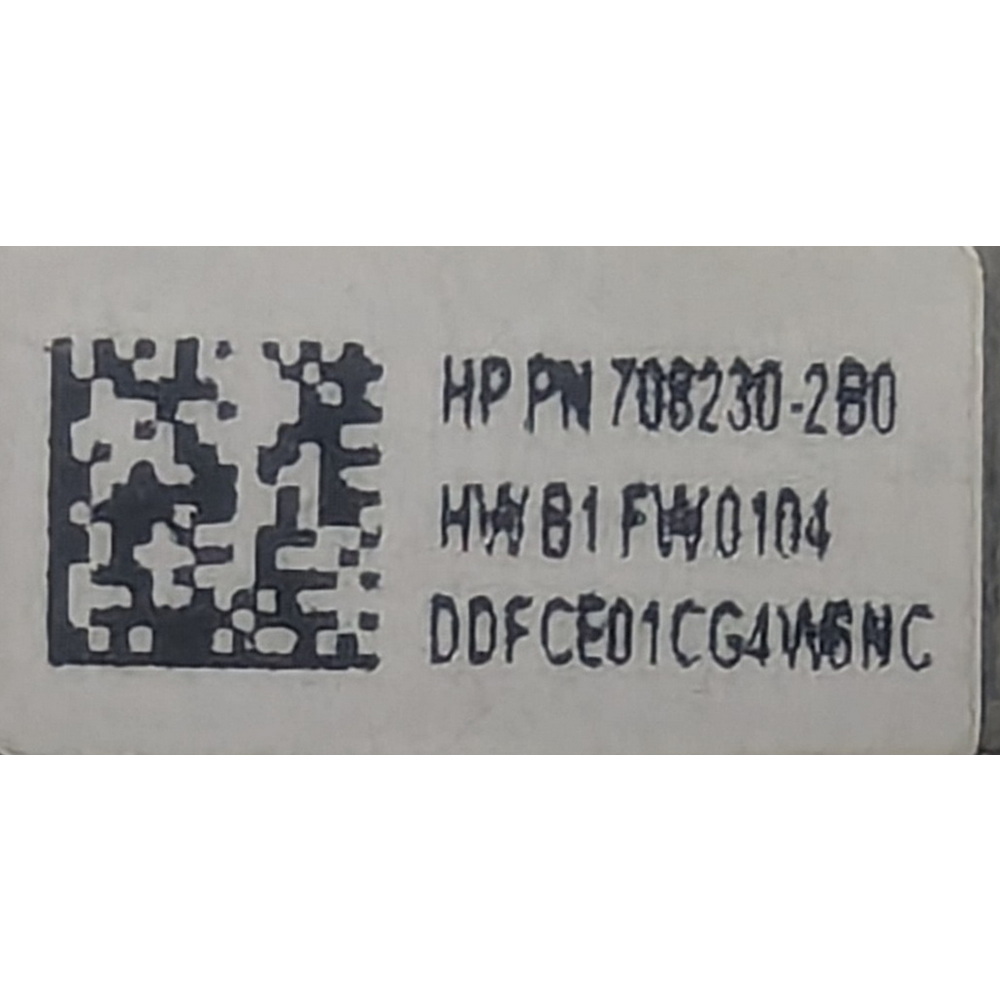 HP PN 708230-2B0
HW B1 FW 0104
DDFCE01CG4W6NC